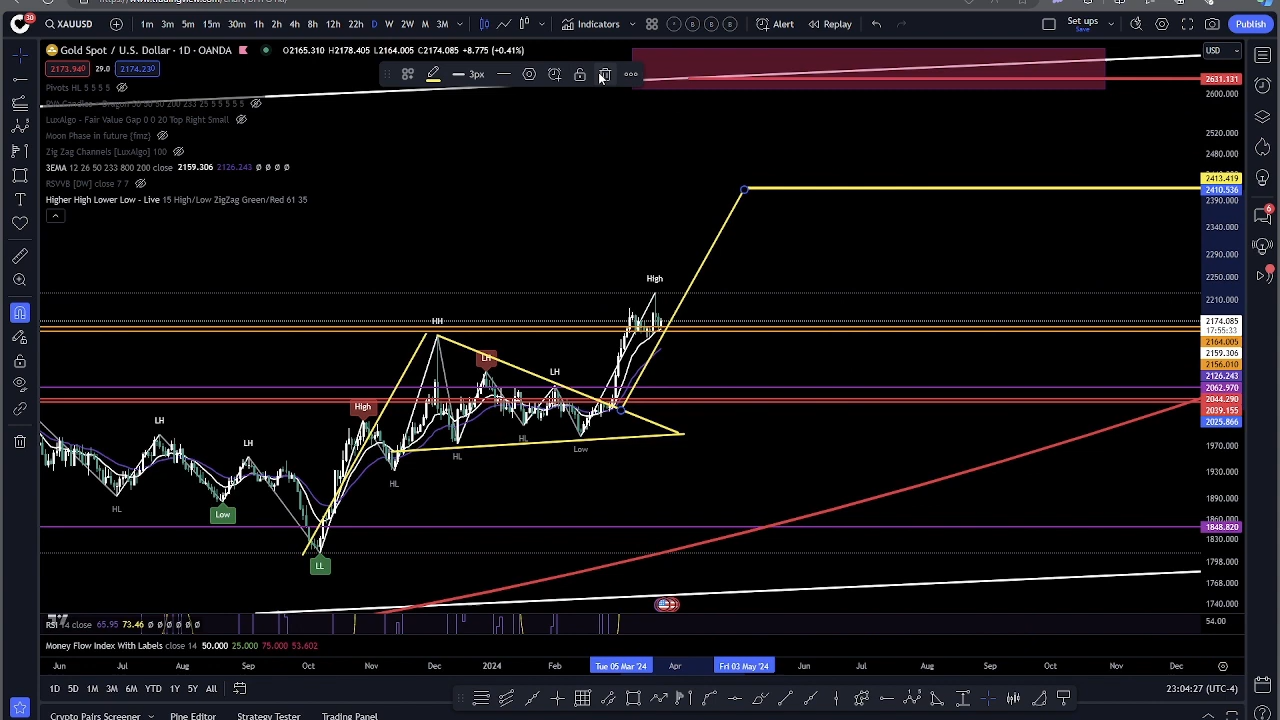 XAUUSD 1m 3m 5m 15m 30m 1h 2h 4h 8h 12h 22h D W 2W M 3M Indicators Alert Replay Set ups Save Publish
30
Gold Spot / U.S. Dollar · 1D · OANDA O2165.310 H2178.405 L2164.005 C2174.085 +8.775 (+0.41%)
USD
2173.940 29.0 2174.230
3px
Pivots HL 5 5 5 5
LuxAlgo - Fair Value Gap 0 0 20 Top Right Small
Moon Phase in future {fmz}
Zig Zag Channels [LuxAlgo] 100
3EMA 12 26 50 233 800 200 close 2159.306 2126.243 Ø Ø Ø Ø
RSVVB [DW] close 7 7
Higher High Lower Low - Live 15 High/Low ZigZag Green/Red 61 35
2631.131
2600.000
2520.000
2480.000
2413.419
2410.536
2390.000
2340.000
2290.000
2250.000
2210.000
2174.085
17:55:33
2164.005
2159.306
2156.010
2126.243
2062.970
2044.290
2039.155
2025.866
1970.000
1930.000
1890.000
1860.000
1848.820
1830.000
1798.000
1768.000
1740.000
54.00
6
High
HH
LH
LH
High
LH
LH
HL
HL
HL
HL
Low
HL
Low
LL
RSI 14 close 65.95 73.46 Ø Ø Ø Ø Ø Ø
Money Flow Index With Labels close 14 50.000 25.000 75.000 53.602
Jun Jul Aug Sep Oct Nov Dec 2024 Feb Tue 05 Mar '24 Apr Fri 03 May '24 Jun Jul Aug Sep Oct Nov Dec
1D 5D 1M 3M 6M YTD 1Y 5Y All
23:04:27 (UTC-4)
Crypto Pairs Screener Pine Editor Strategy Tester Trading Panel